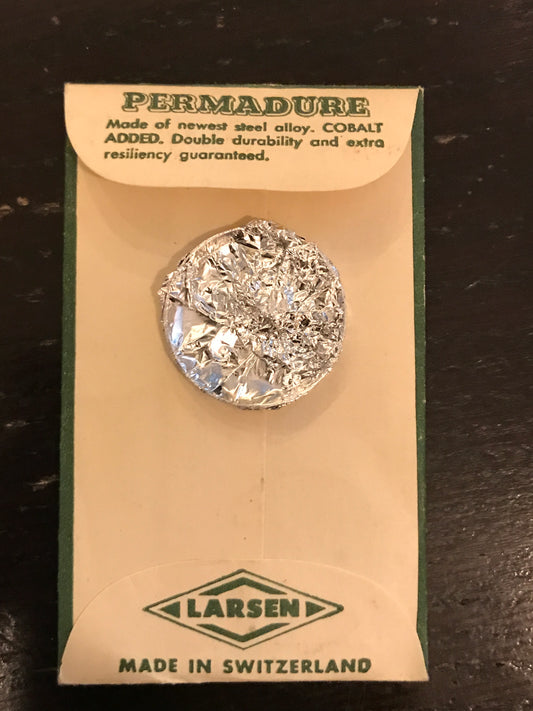 PERMADURE
Made of newest steel alloy. COBALT
ADDED. Double durability and extra
resiliency guaranteed.
LARSEN
MADE IN SWITZERLAND